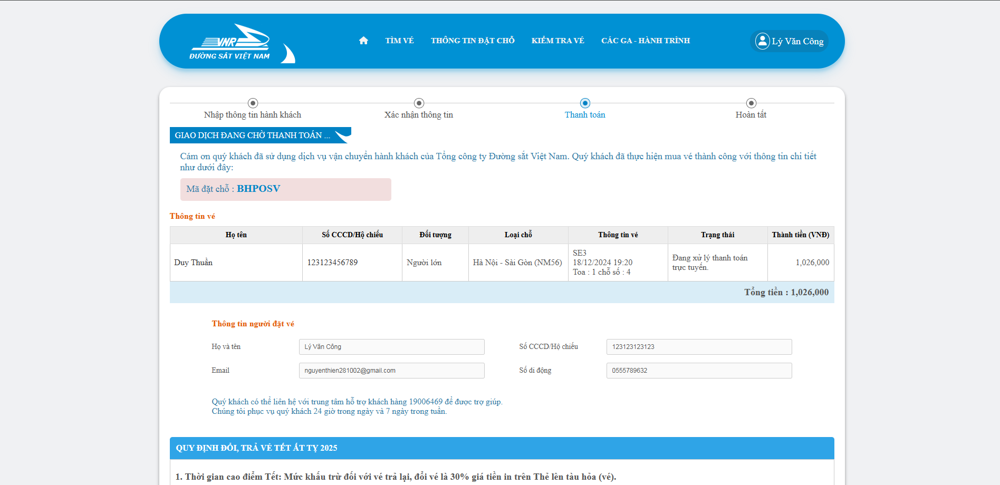 VNR
ĐƯỜNG SẮT VIỆT NAM
TÌM VÉ
THÔNG TIN ĐẶT CHỖ
KIỂM TRA VÉ
CÁC GA - HÀNH TRÌNH
Lý Văn Công
Nhập thông tin hành khách
Xác nhận thông tin
Thanh toán
Hoàn tất
GIAO DỊCH ĐANG CHỜ THANH TOÁN ...
Cám ơn quý khách đã sử dụng dịch vụ vận chuyển hành khách của Tổng công ty Đường sắt Việt Nam. Quý khách đã thực hiện mua vé thành công với thông tin chi tiết
như dưới đây:
Mã đặt chỗ : BHPOSV
Thông tin vé
Họ tên Số CCCD/Hộ chiếu Đối tượng Loại chỗ Thông tin vé Trạng thái Thành tiền (VNĐ)
Duy Thuần
123123456789
Người lớn
Hà Nội - Sài Gòn (NM56)
SE3
18/12/2024 19:20
Toa : 1 chỗ số : 4
Đang xử lý thanh toán
trực tuyến.
1,026,000
Tổng tiền : 1,026,000
Thông tin người đặt vé
Họ và tên Lý Văn Công
Số CCCD/Hộ chiếu 123123123123
Email nguyenthien281002@gmail.com
Số di động 0555789632
Quý khách có thể liên hệ với trung tâm hỗ trợ khách hàng 19006469 để được trợ giúp.
Chúng tôi phục vụ quý khách 24 giờ trong ngày và 7 ngày trong tuần.
QUY ĐỊNH ĐỔI, TRẢ VÉ TẾT ẤT TỴ 2025
1. Thời gian cao điểm Tết: Mức khấu trừ đối với vé trả lại, đổi vé là 30% giá tiền in trên Thẻ lên tàu hỏa (vé).